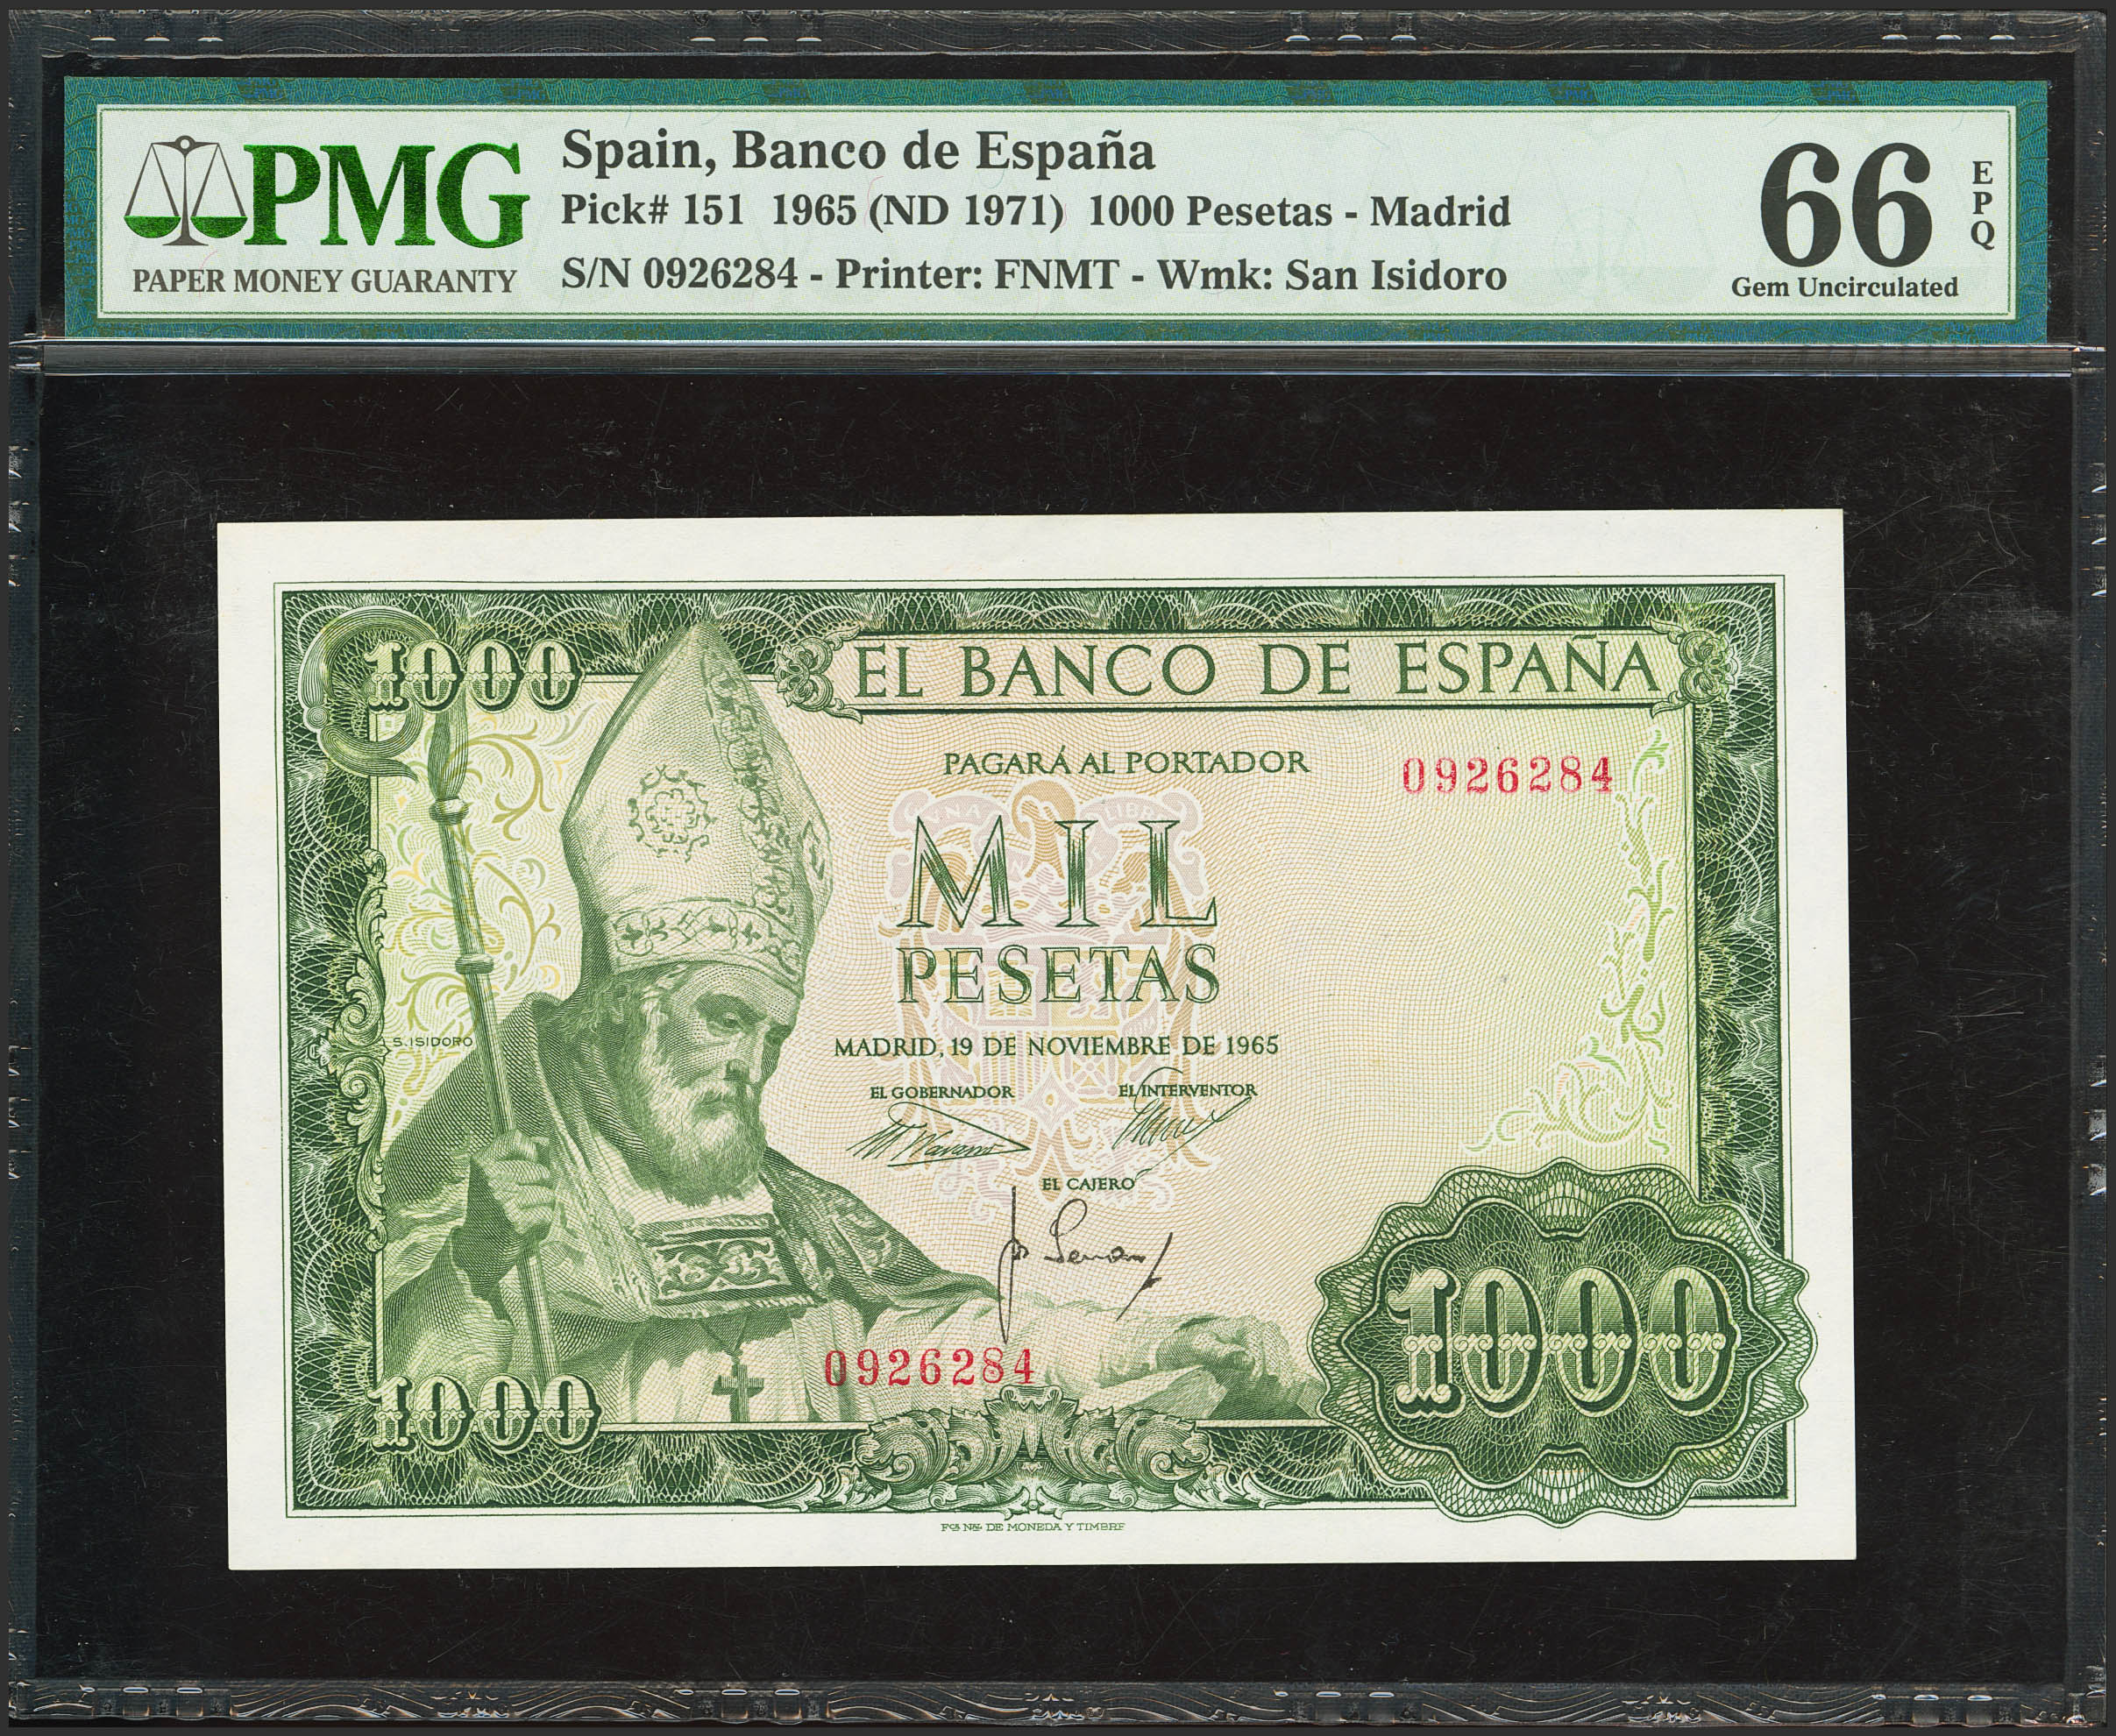 PMG
PAPER MONEY GUARANTY
Spain, Banco de España
Pick# 151 1965 (ND 1971) 1000 Pesetas - Madrid
S/N 0926284 - Printer: FNMT - Wmk: San Isidoro
66
EPQ
Gem Uncirculated
1000
EL BANCO DE ESPAÑA
PAGARÁ AL PORTADOR
0926284
MIL
PESETAS
S. ISIDORO
MADRID, 19 DE NOVIEMBRE DE 1965
EL GOBERNADOR
EL INTERVENTOR
EL CAJERO
0926284
1000
1000
FCA NAL DE MONEDA Y TIMBRE